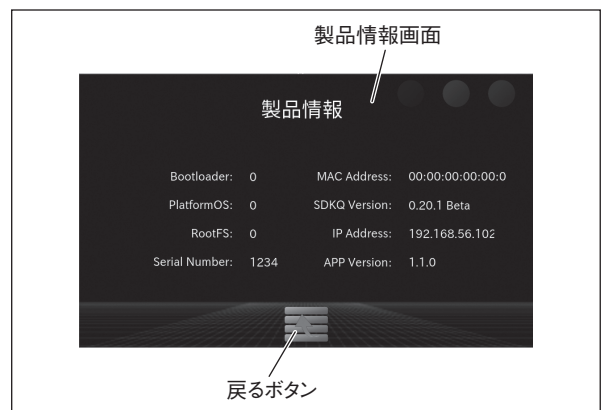 製品情報画面
製品情報
Bootloader: 0 MAC Address: 00:00:00:00:00:0
PlatformOS: 0 SDKQ Version: 0.20.1 Beta
RootFS: 0 IP Address: 192.168.56.102
Serial Number: 1234 APP Version: 1.1.0
戻るボタン